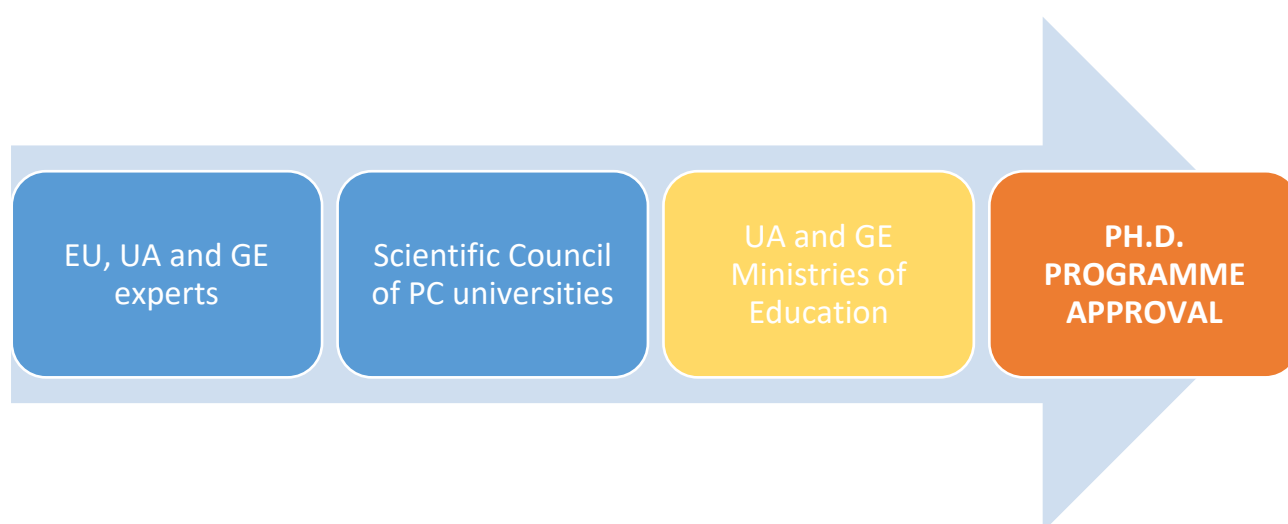 EU, UA and GE
experts
Scientific Council
of PC universities
UA and GE
Ministries of
Education
PH.D.
PROGRAMME
APPROVAL